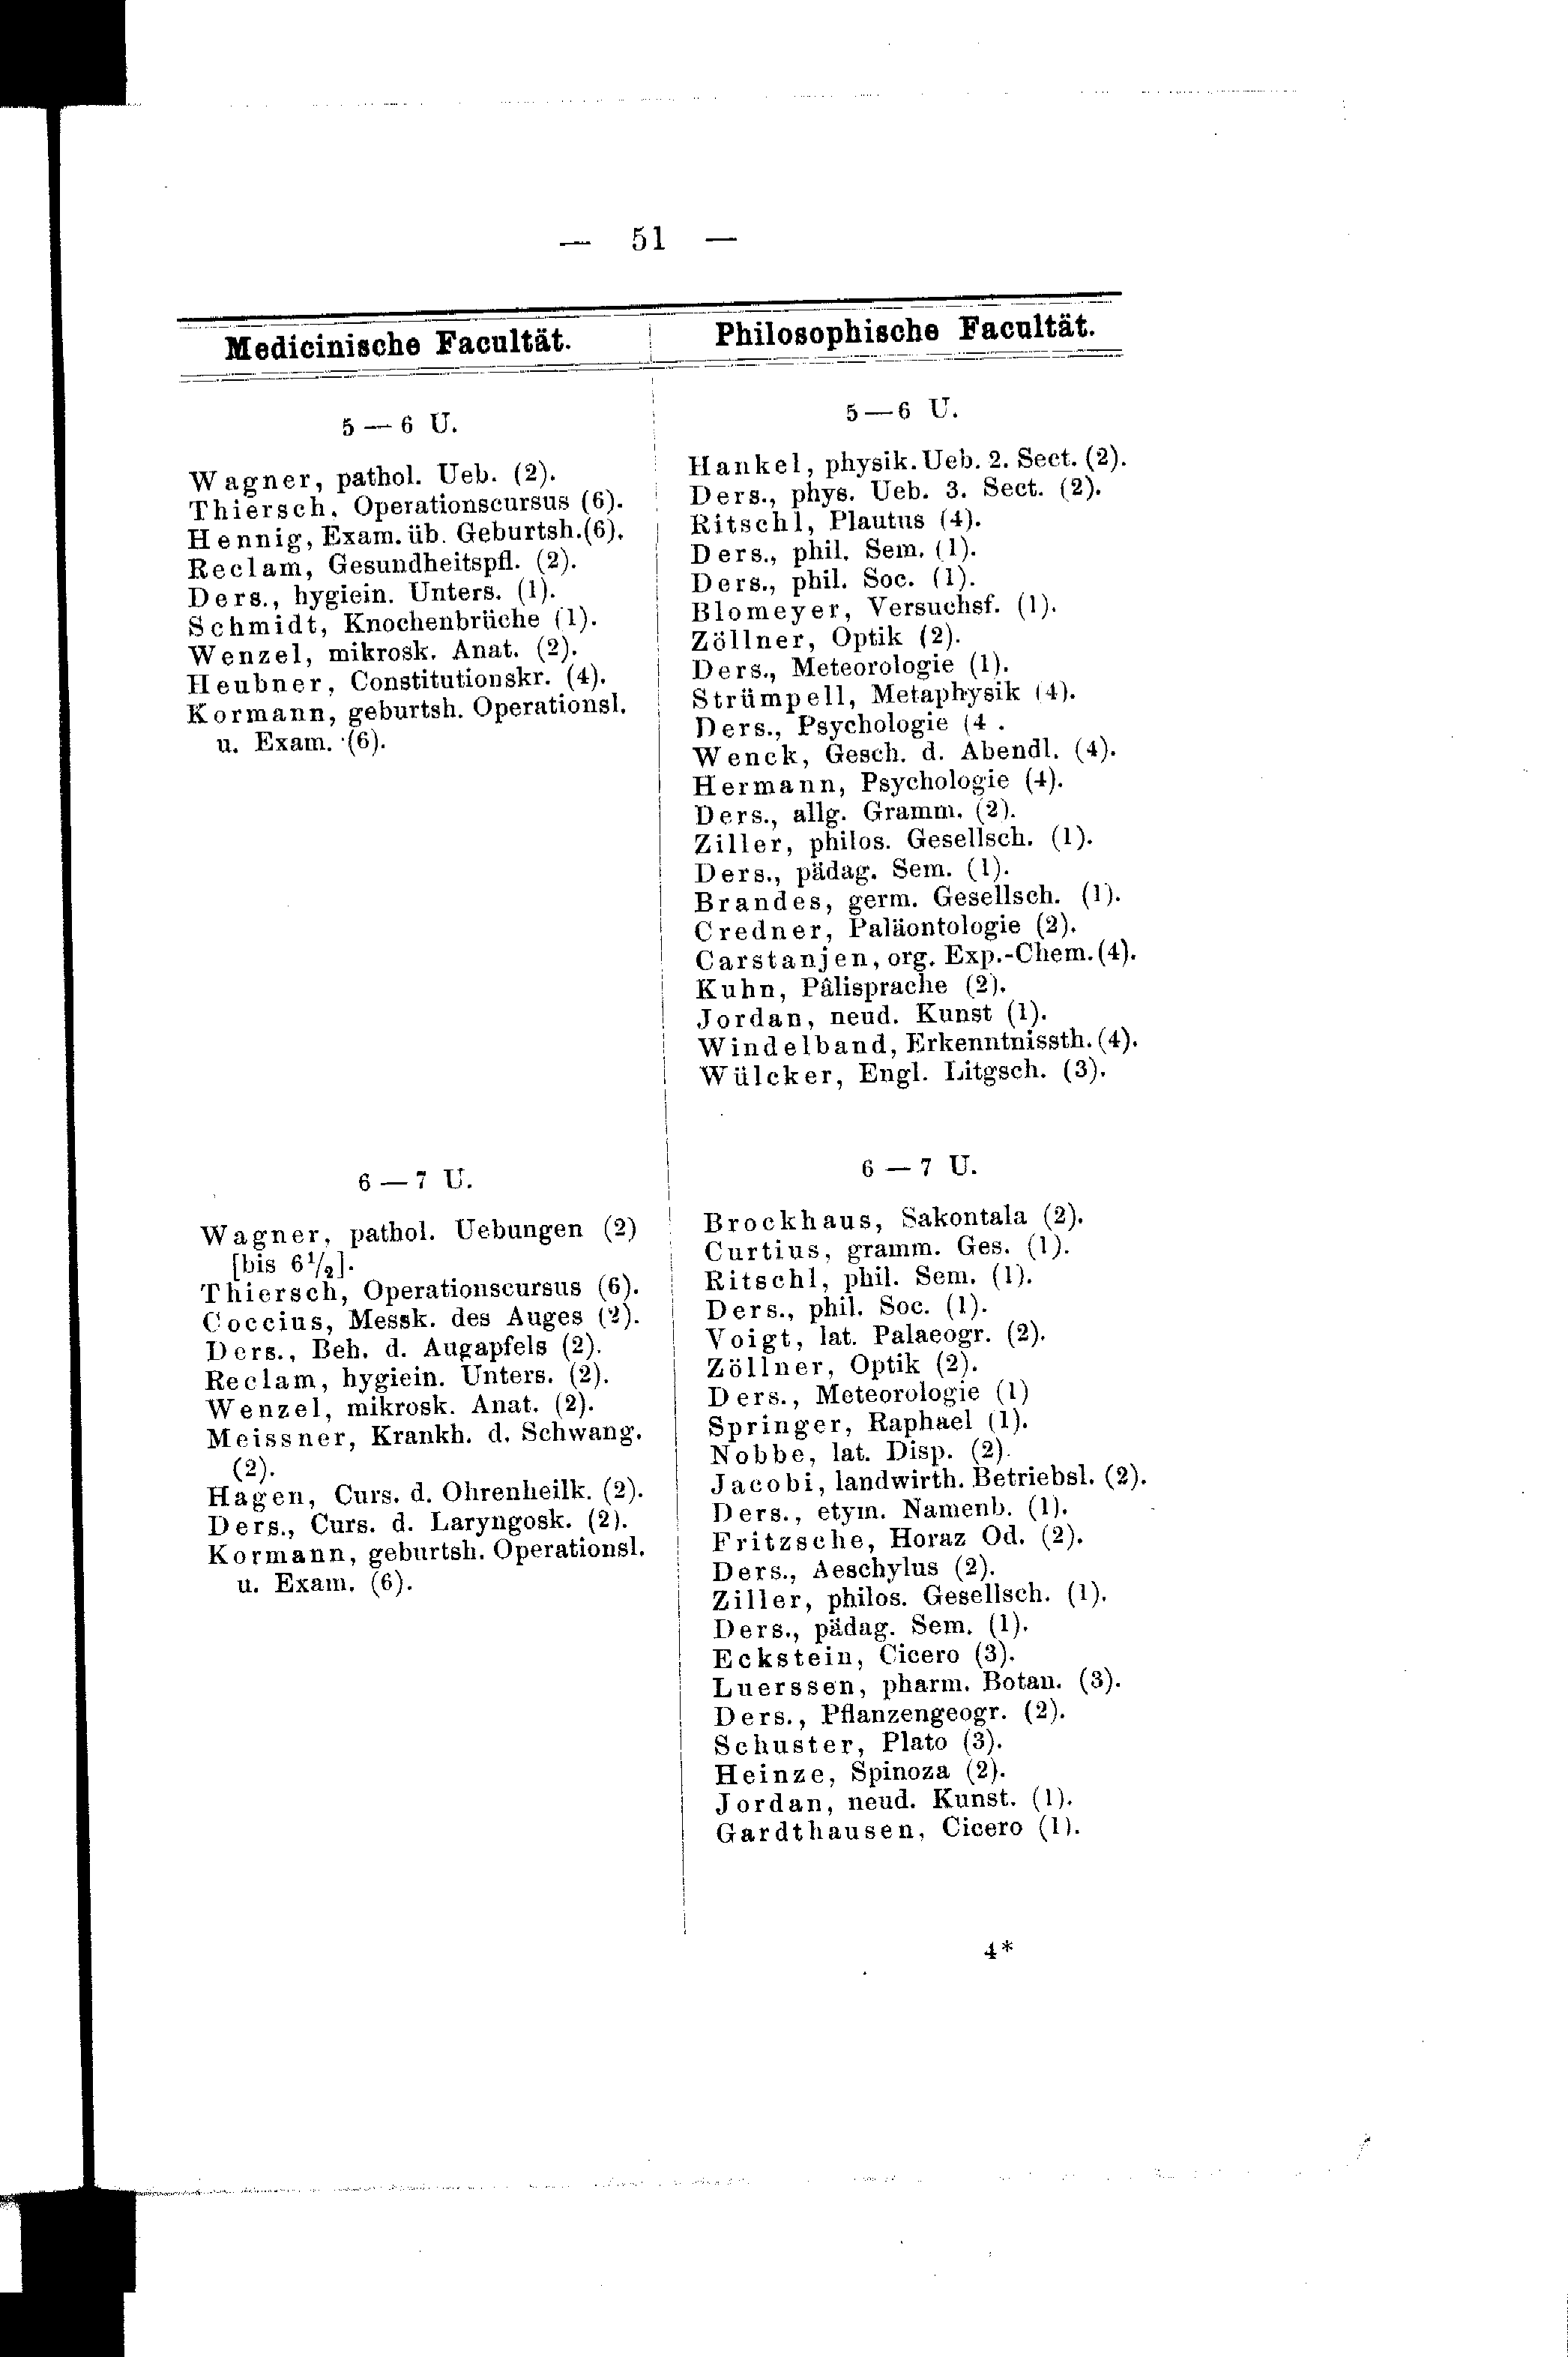 — 51 —
Medicinische Facultät.
5 — 6 U.
Wagner, pathol. Ueb. (2).
Thiersch, Operationscursus (6).
Hennig, Exam. üb. Geburtsh. (6).
Reclam, Gesundheitspfl. (2).
Ders., hygiein. Unters. (1).
Schmidt, Knochenbrüche (1).
Wenzel, mikrosk. Anat. (2).
Heubner, Constitutionskr. (4).
Kormann, geburtsh. Operationsl.
u. Exam. (6).
6 — 7 U.
Wagner, pathol. Uebungen (2)
[bis 6½].
Thiersch, Operationscursus (6).
Coccius, Messk. des Auges (2).
Ders., Beh. d. Augapfels (2).
Reclam, hygiein. Unters. (2).
Wenzel, mikrosk. Anat. (2).
Meissner, Krankh. d. Schwang.
(2).
Hagen, Curs. d. Ohrenheilk. (2).
Ders., Curs. d. Laryngosk. (2).
Kormann, geburtsh. Operationsl.
u. Exam. (6).
Philosophische Facultät.
5 — 6 U.
Hankel, physik. Ueb. 2. Sect. (2).
Ders., phys. Ueb. 3. Sect. (2).
Ritschl, Plautus (4).
Ders., phil. Sem. (1).
Ders., phil. Soc. (1).
Blomeyer, Versuchsf. (1).
Zöllner, Optik (2).
Ders., Meteorologie (1).
Strümpell, Metaphysik (4).
Ders., Psychologie (4 .
Wenck, Gesch. d. Abendl. (4).
Hermann, Psychologie (4).
Ders., allg. Gramm. (2).
Ziller, philos. Gesellsch. (1).
Ders., pädag. Sem. (1).
Brandes, germ. Gesellsch. (1).
Credner, Paläontologie (2).
Carstanjen, org. Exp.-Chem. (4).
Kuhn, Pâlisprache (2).
Jordan, neud. Kunst (1).
Windelband, Erkenntnissth. (4).
Wülcker, Engl. Litgsch. (3).
6 — 7 U.
Brockhaus, Sakontala (2).
Curtius, gramm. Ges. (1).
Ritschl, phil. Sem. (1).
Ders., phil. Soc. (1).
Voigt, lat. Palaeogr. (2).
Zöllner, Optik (2).
Ders., Meteorologie (1)
Springer, Raphael (1).
Nobbe, lat. Disp. (2).
Jacobi, landwirth. Betriebsl. (2).
Ders., etym. Namenb. (1).
Fritzsche, Horaz Od. (2).
Ders., Aeschylus (2).
Ziller, philos. Gesellsch. (1).
Ders., pädag. Sem. (1).
Eckstein, Cicero (3).
Luerssen, pharm. Botan. (3).
Ders., Pflanzengeogr. (2).
Schuster, Plato (3).
Heinze, Spinoza (2).
Jordan, neud. Kunst. (1).
Gardthausen, Cicero (1).
4*